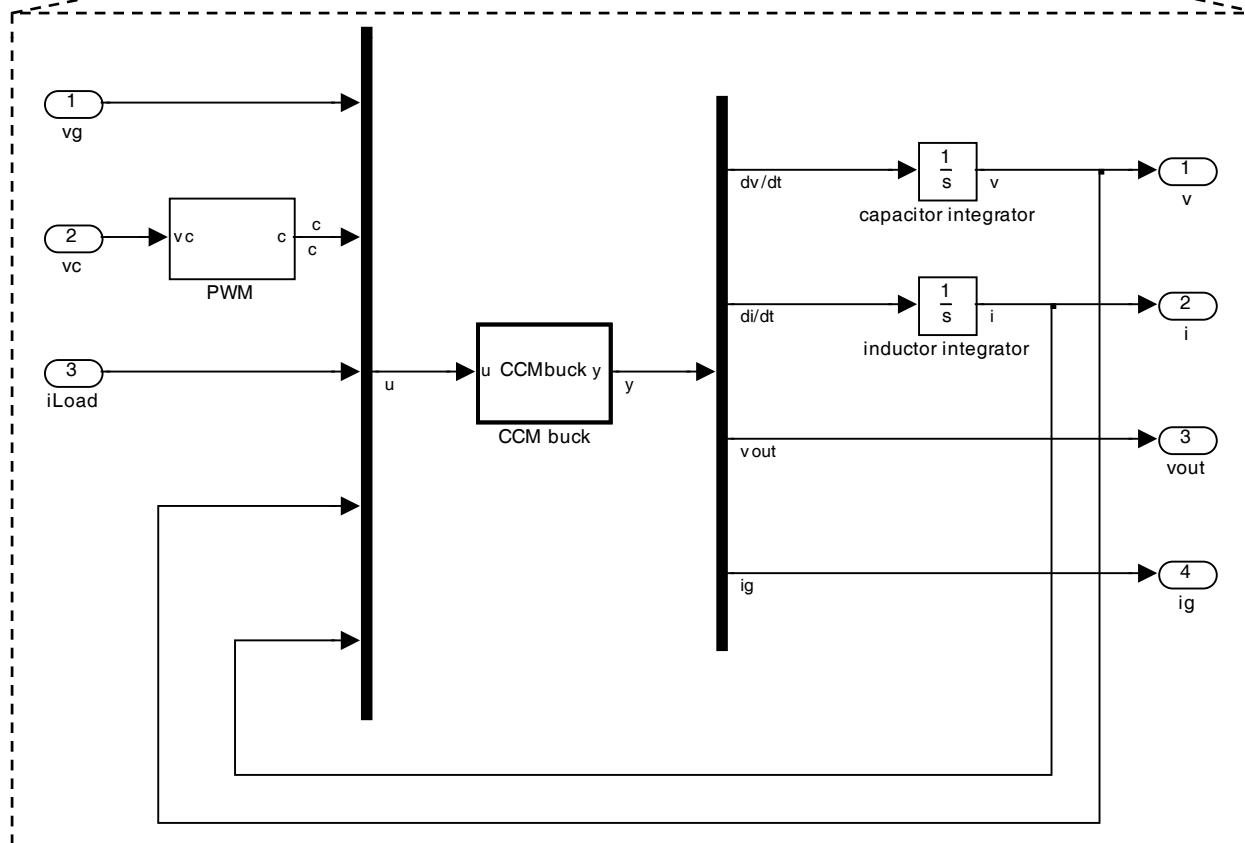 1
vg
2
vc
vc c
PWM
c
c
3
iLoad
u
u CCMbuck y
CCM buck
y
dv/dt
1
s
capacitor integrator
v
1
v
di/dt
1
s
inductor integrator
i
2
i
vout
3
vout
ig
4
ig